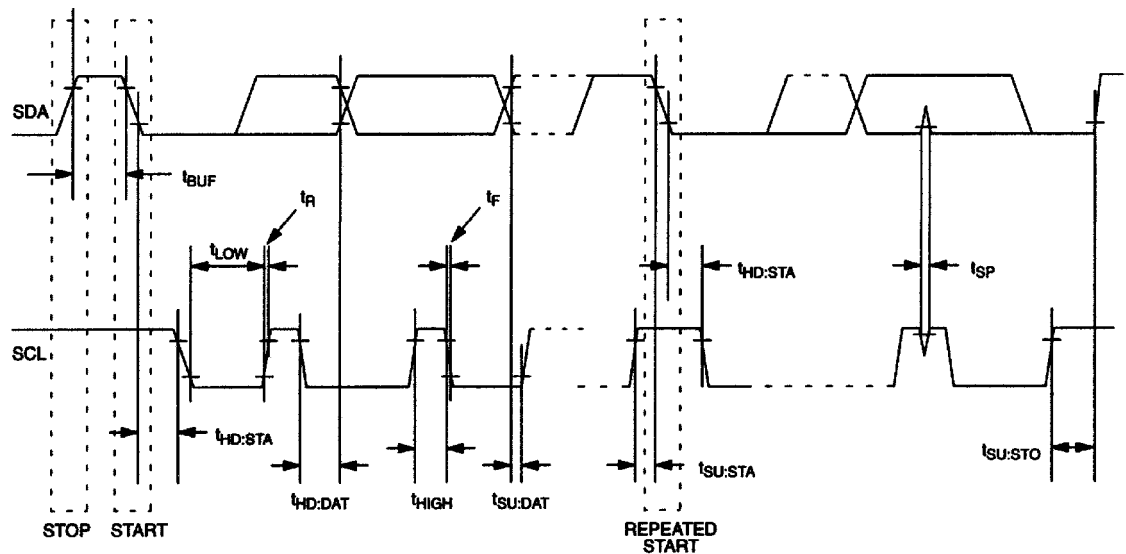 SDA
tBUF
tR
tF
tLOW
tHD:STA
tSP
SCL
tHD:STA
tSU:STA
tSU:STO
tHD:DAT
tHIGH
tSU:DAT
STOP
START
REPEATED
START